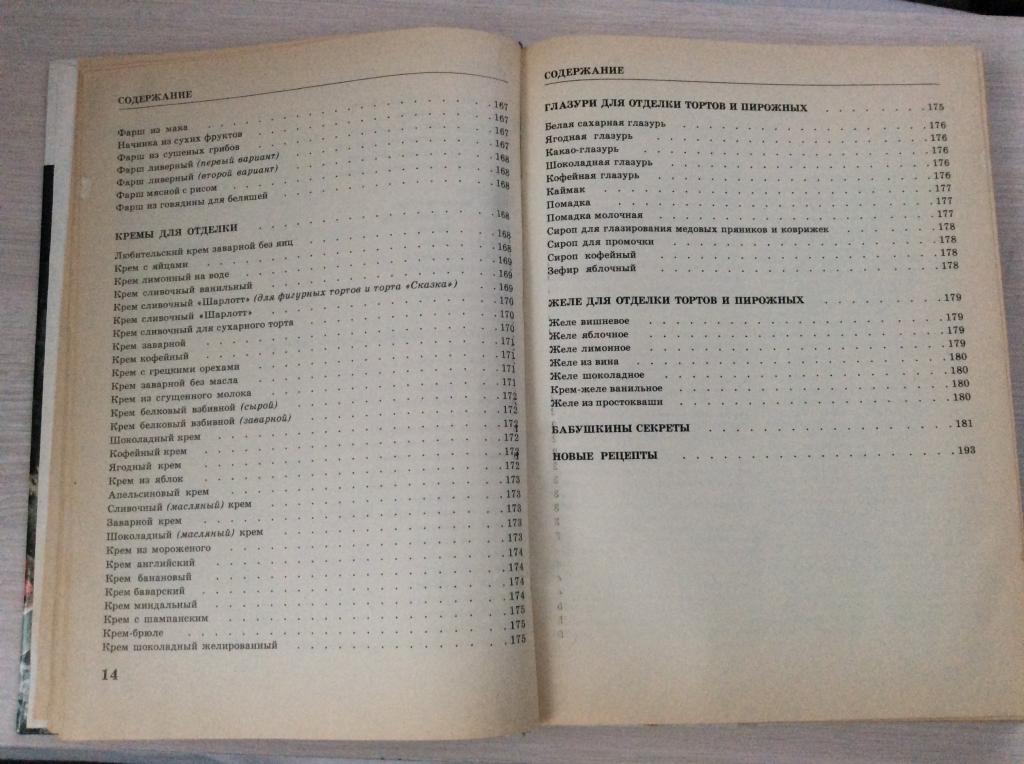 СОДЕРЖАНИЕ
Фарш из мака . . . 167
Начинка из сухих фруктов . . . 167
Фарш из сушеных грибов . . . 167
Фарш ливерный (первый вариант) . . . 167
Фарш ливерный (второй вариант) . . . 168
Фарш мясной с рисом . . . 168
Фарш из говядины для беляшей . . . 168
КРЕМЫ ДЛЯ ОТДЕЛКИ . . . 168
Любительский крем заварной без яиц . . . 168
Крем с яйцами . . . 168
Крем лимонный на воде . . . 169
Крем сливочный ванильный . . . 169
Крем сливочный «Шарлотт» (для фигурных тортов и торта «Сказка») . . . 169
Крем сливочный «Шарлотт» . . . 170
Крем сливочный для сухарного торта . . . 170
Крем заварной . . . 170
Крем кофейный . . . 171
Крем с грецкими орехами . . . 171
Крем заварной без масла . . . 171
Крем из сгущенного молока . . . 171
Крем белковый взбивной (сырой) . . . 172
Крем белковый взбивной (заварной) . . . 172
Шоколадный крем . . . 172
Кофейный крем . . . 172
Ягодный крем . . . 172
Крем из яблок . . . 172
Апельсиновый крем . . . 173
Сливочный (масляный) крем . . . 173
Заварной крем . . . 173
Шоколадный (масляный) крем . . . 173
Крем из мороженого . . . 173
Крем английский . . . 174
Крем банановый . . . 174
Крем баварский . . . 174
Крем миндальный . . . 174
Крем с шампанским . . . 175
Крем-брюле . . . 175
Крем шоколадный желированный . . . 175
14
СОДЕРЖАНИЕ
ГЛАЗУРИ ДЛЯ ОТДЕЛКИ ТОРТОВ И ПИРОЖНЫХ . . . 175
Белая сахарная глазурь . . . 176
Ягодная глазурь . . . 176
Какао-глазурь . . . 176
Шоколадная глазурь . . . 176
Кофейная глазурь . . . 176
Каймак . . . 177
Помадка . . . 177
Помадка молочная . . . 177
Сироп для глазирования медовых пряников и коврижек . . . 178
Сироп для промочки . . . 178
Сироп кофейный . . . 178
Зефир яблочный . . . 178
ЖЕЛЕ ДЛЯ ОТДЕЛКИ ТОРТОВ И ПИРОЖНЫХ . . . 179
Желе вишневое . . . 179
Желе яблочное . . . 179
Желе лимонное . . . 179
Желе из вина . . . 180
Желе шоколадное . . . 180
Крем-желе ванильное . . . 180
Желе из простокваши . . . 180
БАБУШКИНЫ СЕКРЕТЫ . . . 181
НОВЫЕ РЕЦЕПТЫ . . . 193